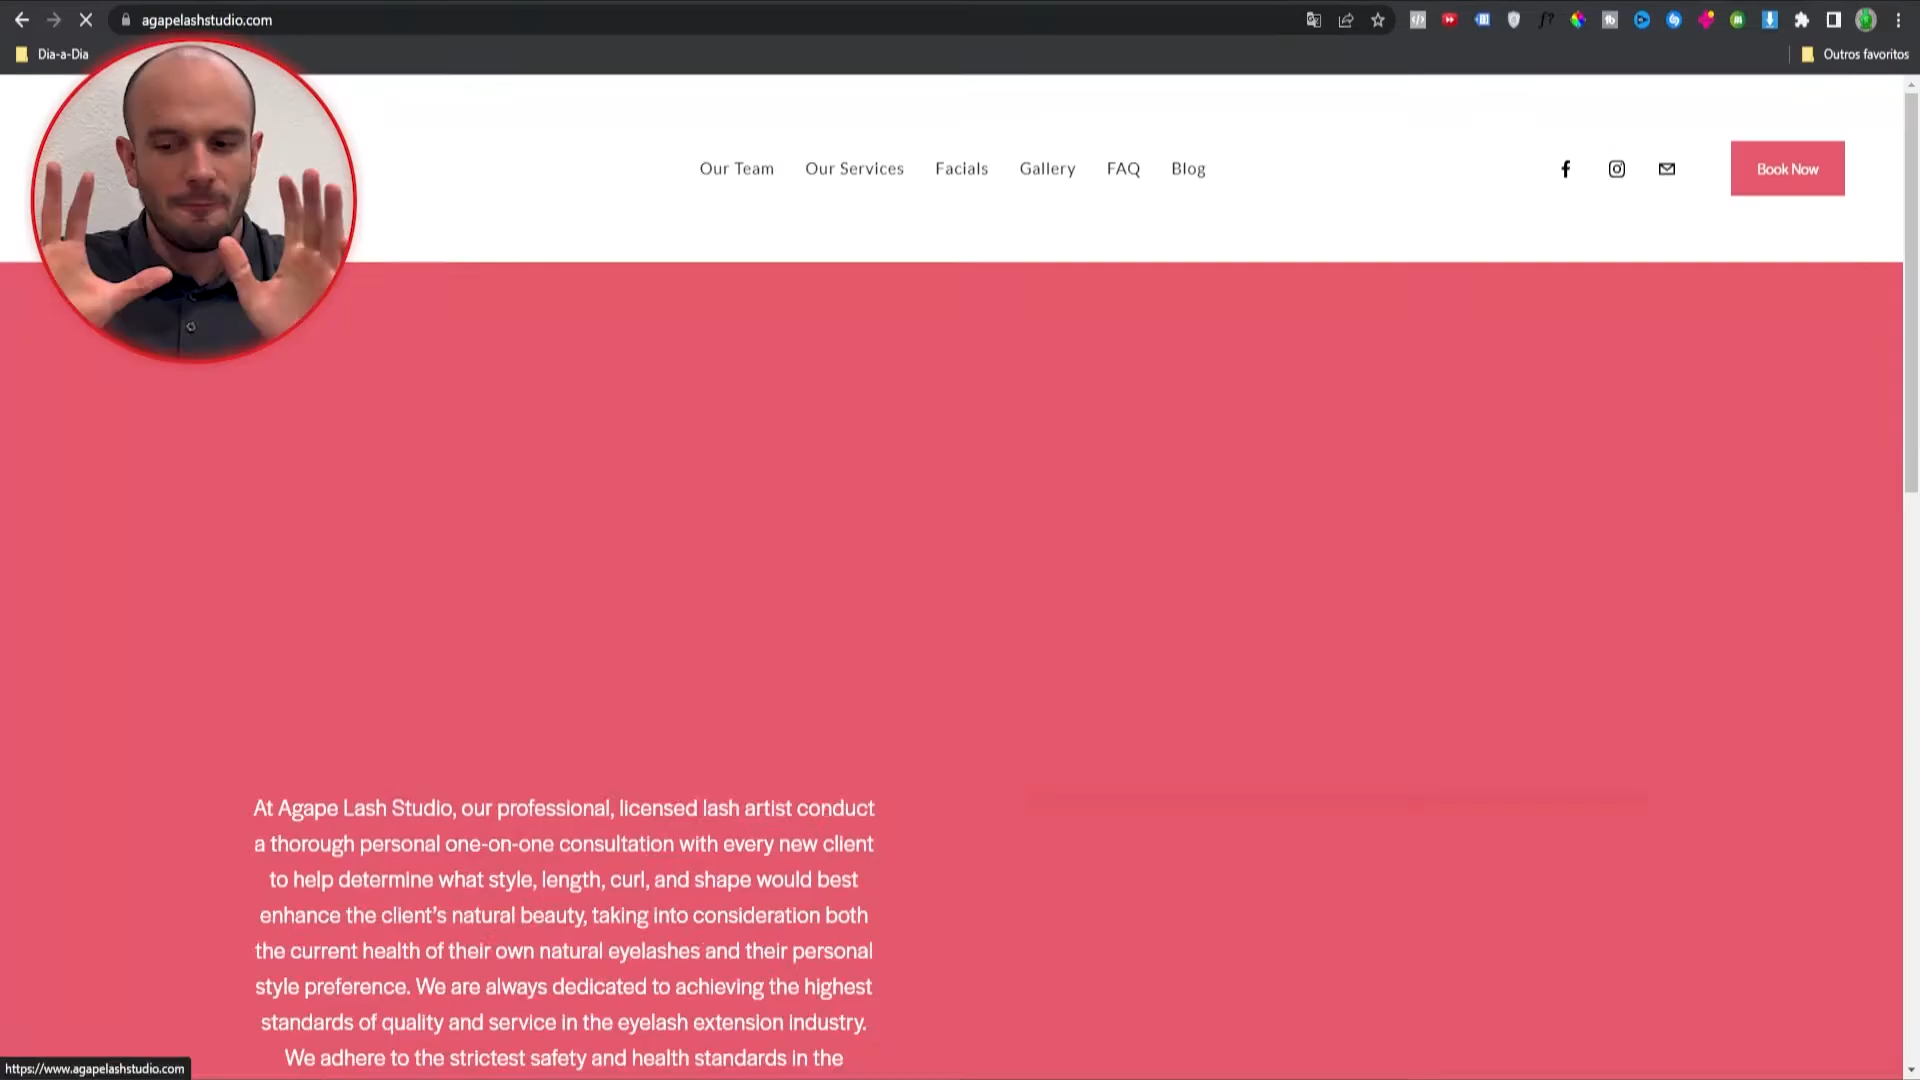 agapelashstudio.com
Dia-a-Dia
Outros favoritos
Our Team Our Services Facials Gallery FAQ Blog
Book Now
At Agape Lash Studio, our professional, licensed lash artist conduct
a thorough personal one-on-one consultation with every new client
to help determine what style, length, curl, and shape would best
enhance the client’s natural beauty, taking into consideration both
the current health of their own natural eyelashes and their personal
style preference. We are always dedicated to achieving the highest
standards of quality and service in the eyelash extension industry.
We adhere to the strictest safety and health standards in the
https://www.agapelashstudio.com